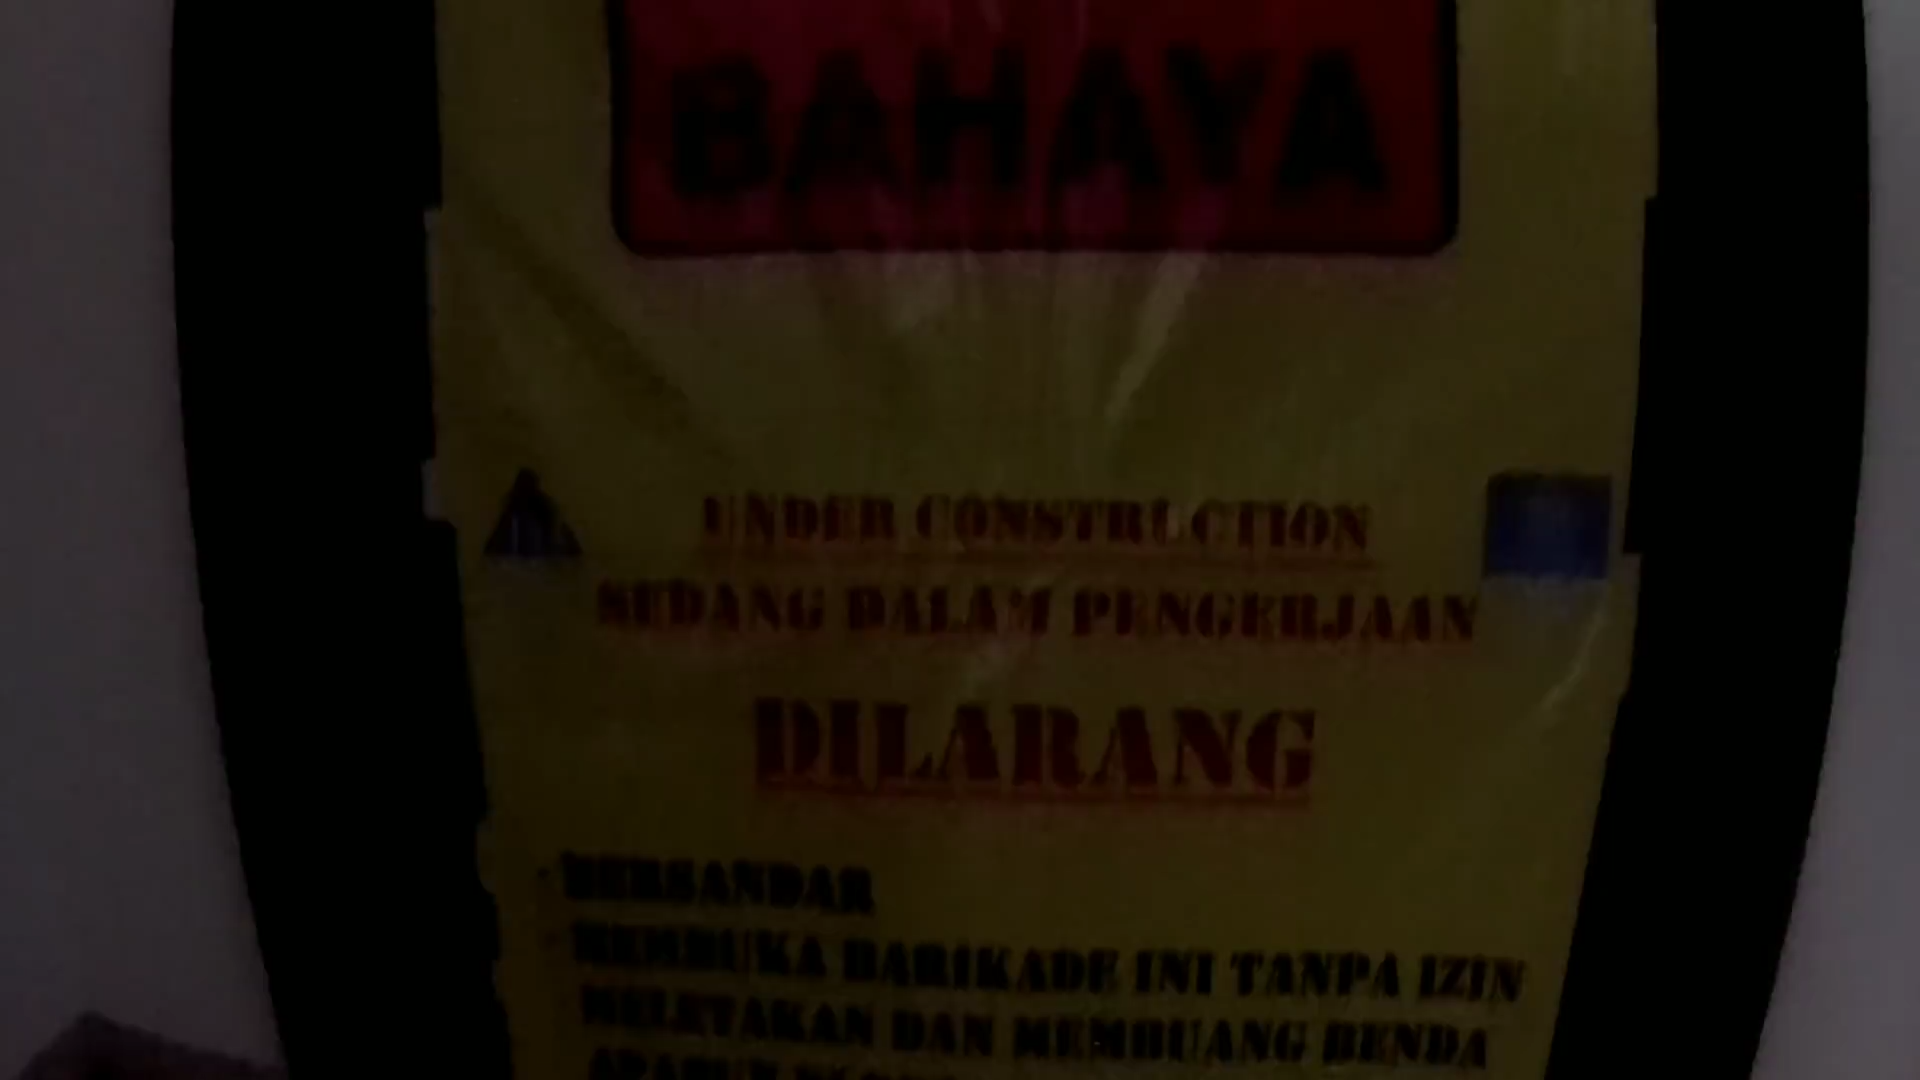 BAHAYA
UNDER CONSTRUCTION
SEDANG DALAM PENGERJAAN
DILARANG
BERSANDAR
MEMBUKA BARIKADE INI TANPA IZIN
MELETAKAN DAN MEMBUANG BENDA